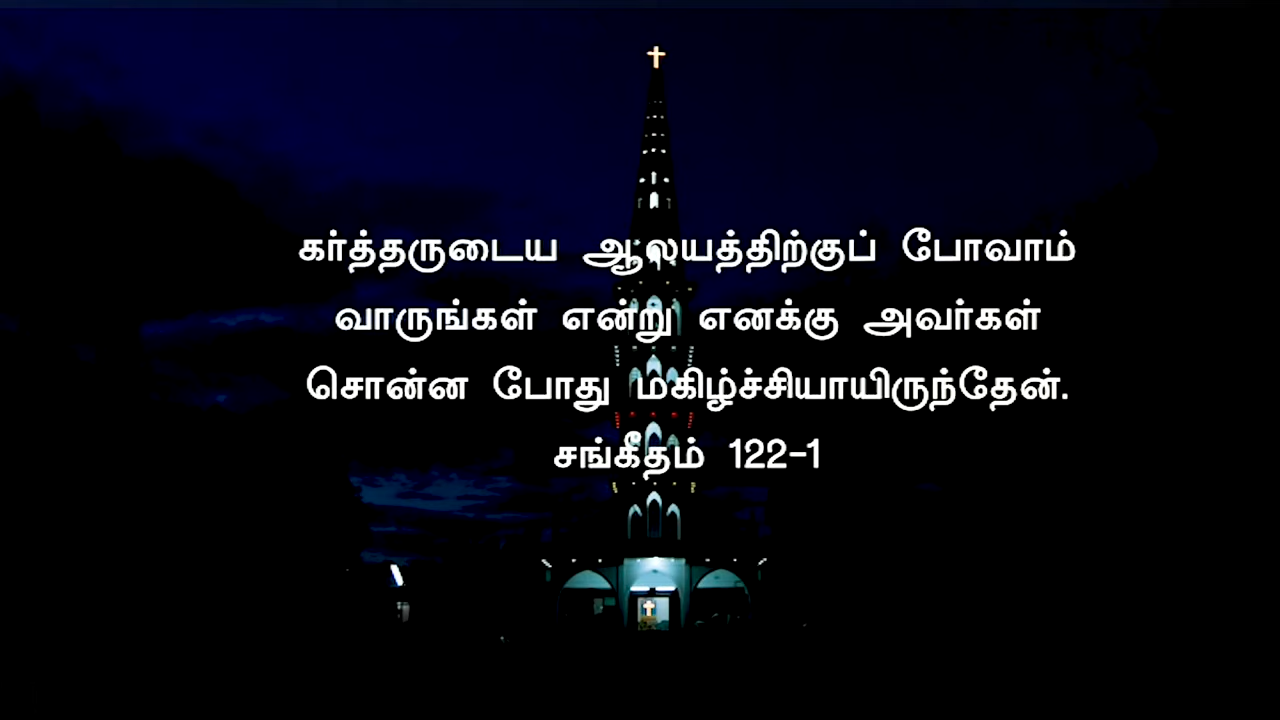 கர்த்தருடைய ஆலயத்திற்குப் போவாம்
வாருங்கள் என்று எனக்கு அவர்கள்
சொன்ன போது மகிழ்ச்சியாயிருந்தேன்.
சங்கீதம் 122-1